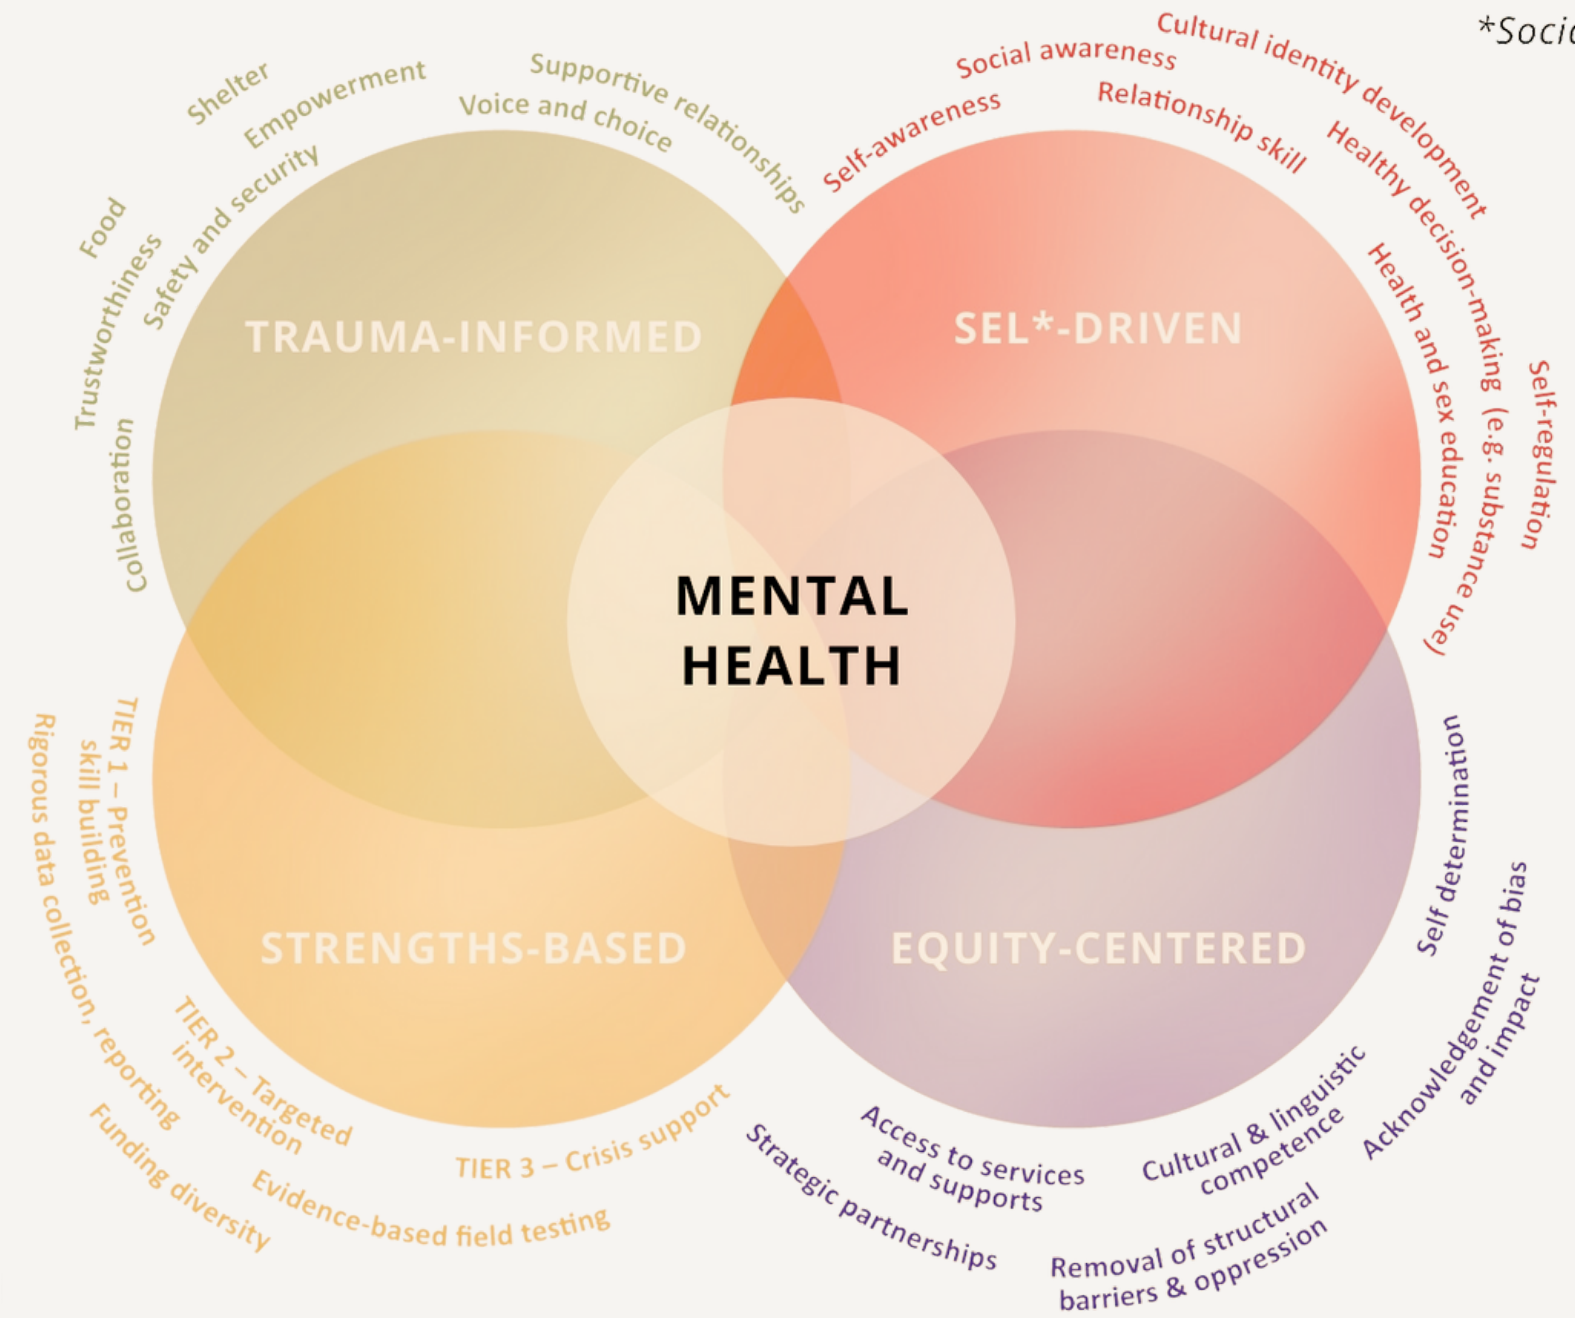 *Socio
Shelter
Empowerment
Safety and security
Food
Trustworthiness
Collaboration
Supportive relationships
Voice and choice
TRAUMA-INFORMED
Cultural identity development
Social awareness
Self-awareness
Relationship skill
Healthy decision-making (e.g. substance use)
Health and sex education
Self-regulation
SEL*-DRIVEN
MENTAL
HEALTH
STRENGTHS-BASED
TIER 1 – Prevention
skill building
Rigorous data collection, reporting
TIER 2 – Targeted
intervention
Funding diversity
TIER 3 – Crisis support
Evidence-based field testing
EQUITY-CENTERED
Self determination
Acknowledgement of bias
and impact
Cultural & linguistic
competence
Access to services
and supports
Strategic partnerships
Removal of structural
barriers & oppression